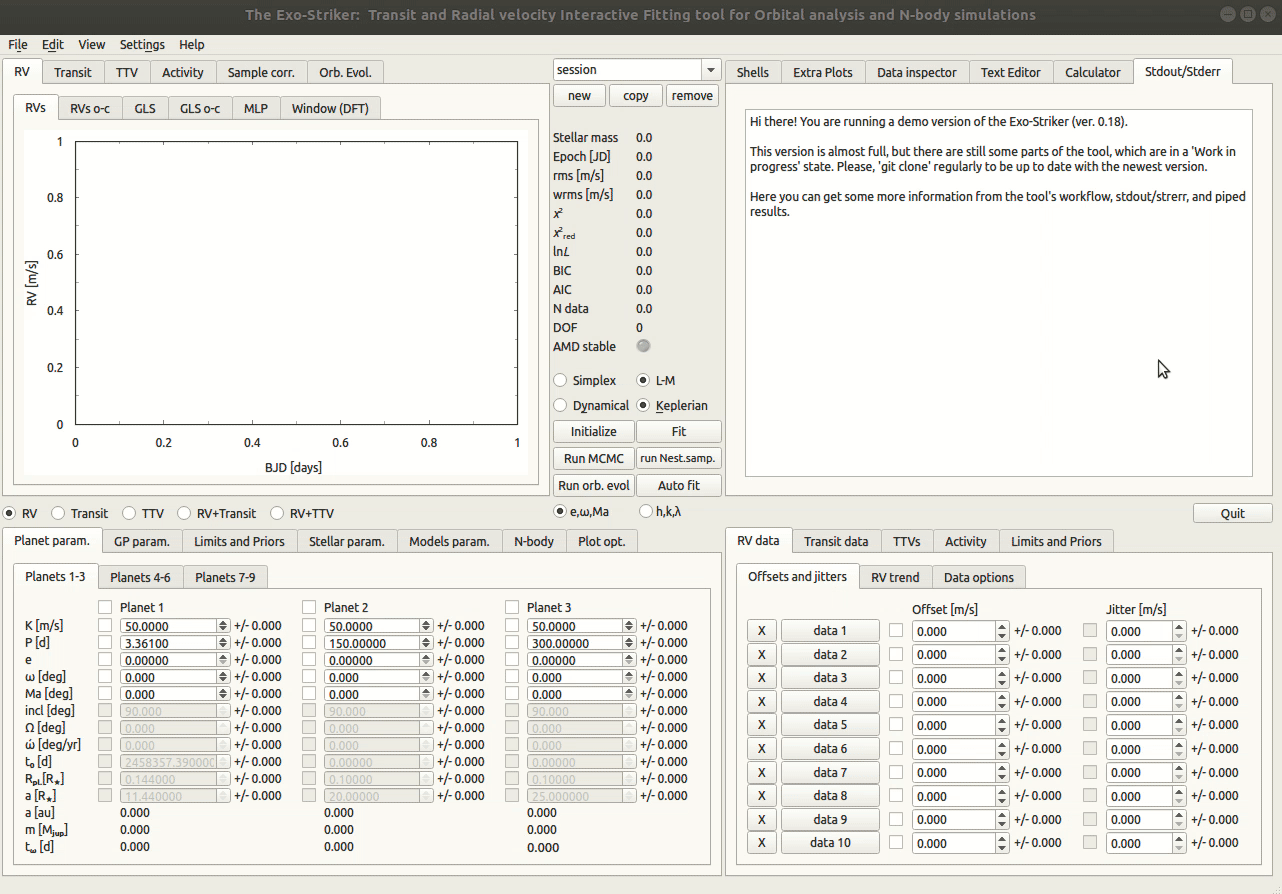 The Exo-Striker: Transit and Radial velocity Interactive Fitting tool for Orbital analysis and N-body simulations
File Edit View Settings Help
RV Transit TTV Activity Sample corr. Orb. Evol.
RVs RVs o-c GLS GLS o-c MLP Window (DFT)
1
0.8
0.6
0.4
0.2
0
RV [m/s]
0 0.2 0.4 0.6 0.8 1
BJD [days]
session
new copy remove
Stellar mass 0.0
Epoch [JD] 0.0
rms [m/s] 0.0
wrms [m/s] 0.0
χ² 0.0
χ²red 0.0
lnL 0.0
BIC 0.0
AIC 0.0
N data 0.0
DOF 0
AMD stable
Simplex L-M
Dynamical Keplerian
Initialize Fit
Run MCMC run Nest.samp.
Run orb. evol Auto fit
e,ω,Ma h,k,λ
Shells Extra Plots Data inspector Text Editor Calculator Stdout/Stderr
Hi there! You are running a demo version of the Exo-Striker (ver. 0.18).
This version is almost full, but there are still some parts of the tool, which are in a 'Work in
progress' state. Please, 'git clone' regularly to be up to date with the newest version.
Here you can get some more information from the tool's workflow, stdout/strerr, and piped
results.
Quit
RV Transit TTV RV+Transit RV+TTV
Planet param. GP param. Limits and Priors Stellar param. Models param. N-body Plot opt.
Planets 1-3 Planets 4-6 Planets 7-9
Planet 1 Planet 2 Planet 3
K [m/s] 50.0000 +/- 0.000 50.0000 +/- 0.000 50.0000 +/- 0.000
P [d] 3.36100 +/- 0.000 150.00000 +/- 0.000 300.00000 +/- 0.000
e 0.00000 +/- 0.000 0.00000 +/- 0.000 0.00000 +/- 0.000
ω [deg] 0.000 +/- 0.000 0.000 +/- 0.000 0.000 +/- 0.000
Ma [deg] 0.000 +/- 0.000 0.000 +/- 0.000 0.000 +/- 0.000
incl [deg] 90.000 +/- 0.000 90.000 +/- 0.000 90.000 +/- 0.000
Ω [deg] 0.000 +/- 0.000 0.000 +/- 0.000 0.000 +/- 0.000
ώ [deg/yr] 0.000 +/- 0.000 0.000 +/- 0.000 0.000 +/- 0.000
t₀ [d] 2458357.390000 +/- 0.000 0.00000 +/- 0.000 0.00000 +/- 0.000
Rpl.[R★] 0.144000 +/- 0.000 0.10000 +/- 0.000 0.10000 +/- 0.000
a [R★] 11.440000 +/- 0.000 20.00000 +/- 0.000 25.000000 +/- 0.000
a [au] 0.000 0.000 0.000
m [Mjup] 0.000 0.000 0.000
tω [d] 0.000 0.000 0.000
RV data Transit data TTVs Activity Limits and Priors
Offsets and jitters RV trend Data options
Offset [m/s] Jitter [m/s]
X data 1 0.000 +/- 0.000 0.000 +/- 0.000
X data 2 0.000 +/- 0.000 0.000 +/- 0.000
X data 3 0.000 +/- 0.000 0.000 +/- 0.000
X data 4 0.000 +/- 0.000 0.000 +/- 0.000
X data 5 0.000 +/- 0.000 0.000 +/- 0.000
X data 6 0.000 +/- 0.000 0.000 +/- 0.000
X data 7 0.000 +/- 0.000 0.000 +/- 0.000
X data 8 0.000 +/- 0.000 0.000 +/- 0.000
X data 9 0.000 +/- 0.000 0.000 +/- 0.000
X data 10 0.000 +/- 0.000 0.000 +/- 0.000